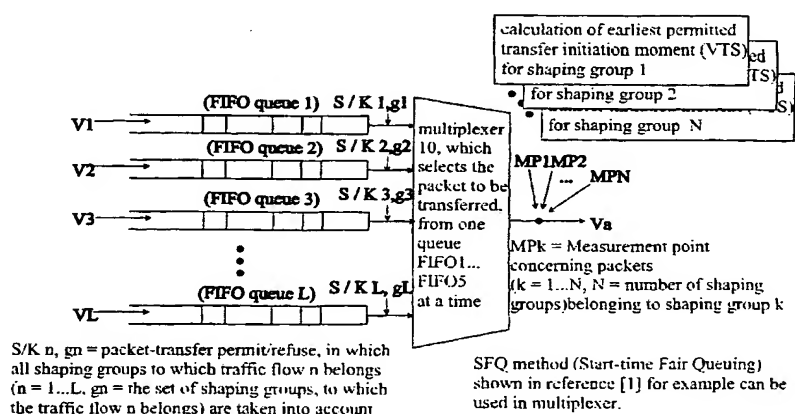 calculation of earliest permitted
transfer initiation moment (VTS)
for shaping group 1
ed
TS)
for shaping group 2
ed
S)
for shaping group N
(FIFO queue 1) S / K 1,g1
V1
(FIFO queue 2) S / K 2,g2
V2
(FIFO queue 3) S / K 3,g3
V3
(FIFO queue L) S/K L, gL
VL
multiplexer
10, which
selects the
packet to be
transferred,
from one
queue
FIFO1...
FIFO5
at a time
MP1 MP2
... MPN
Va
MPk = Measurement point
concerning packets
(k = 1...N, N = number of shaping
groups)belonging to shaping group k
S/K n, gn = packet-transfer permit/refuse, in which
all shaping groups to which traffic flow n belongs
(n = 1...L, gn = the set of shaping groups, to which
the traffic flow n belongs) are taken into account
SFQ method (Start-time Fair Queuing)
shown in reference [1] for example can be
used in multiplexer.